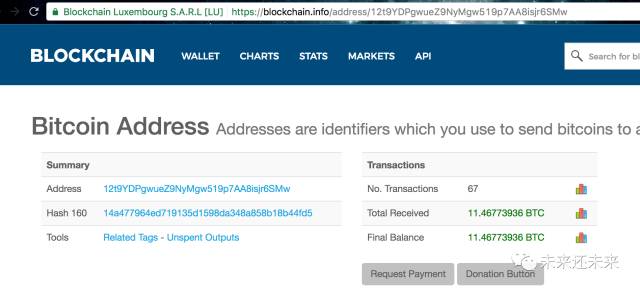 Blockchain Luxembourg S.A.R.L [LU] https://blockchain.info/address/12t9YDPgwueZ9NyMgw519p7AA8isjr6SMw
BLOCKCHAIN WALLET CHARTS STATS MARKETS API Search for bl
Bitcoin Address Addresses are identifiers which you use to send bitcoins to a
Summary
Address 12t9YDPgwueZ9NyMgw519p7AA8isjr6SMw
Hash 160 14a477964ed719135d1598da348a858b18b44fd5
Tools Related Tags - Unspent Outputs
Transactions
No. Transactions 67
Total Received 11.46773936 BTC
Final Balance 11.46773936 BTC
Request Payment Donation Button
未来还未来